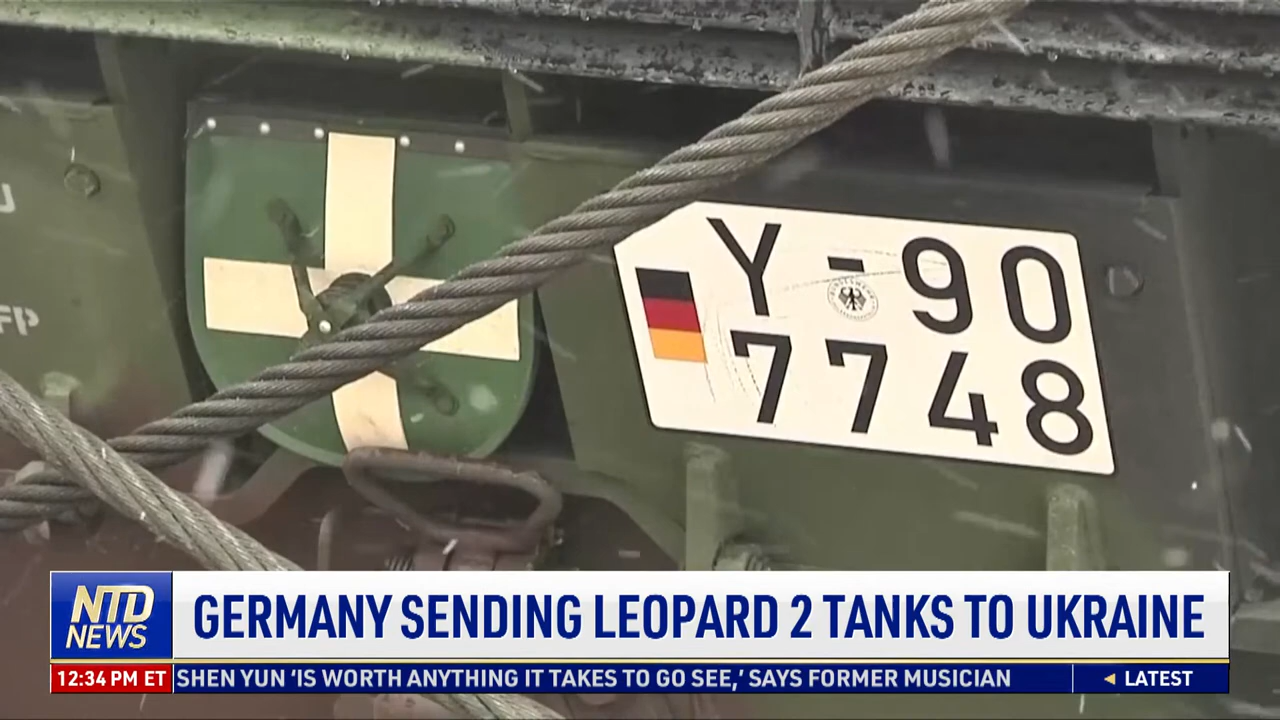 FP
Y - 90
7748
NTD
NEWS
GERMANY SENDING LEOPARD 2 TANKS TO UKRAINE
12:34 PM ET
SHEN YUN ‘IS WORTH ANYTHING IT TAKES TO GO SEE,’ SAYS FORMER MUSICIAN
LATEST